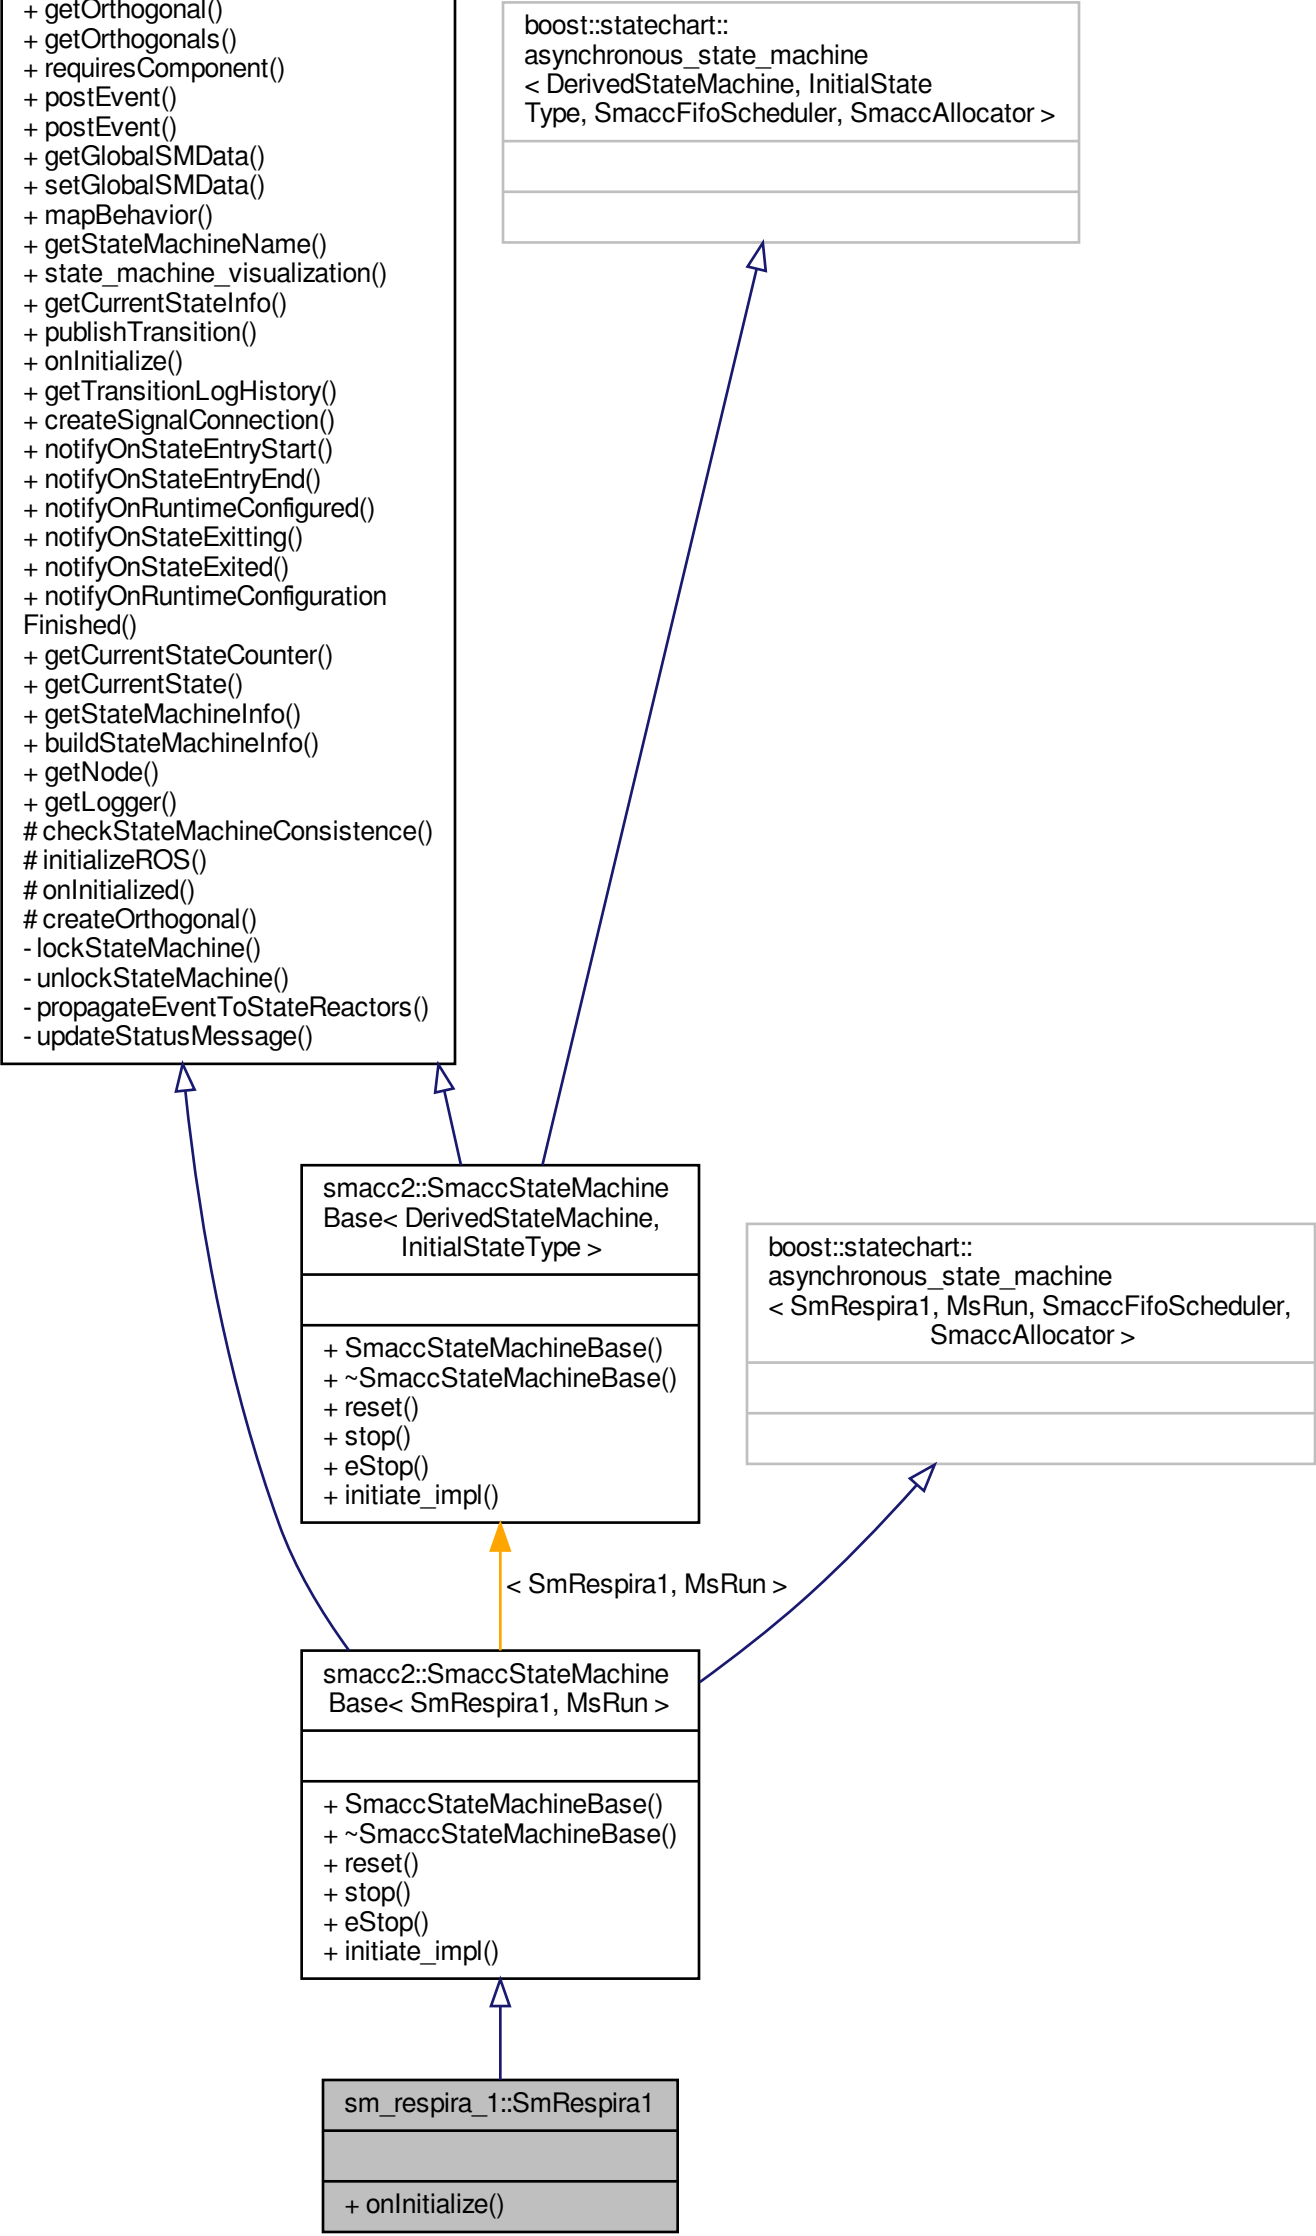 + getOrthogonal()
+ getOrthogonals()
+ requiresComponent()
+ postEvent()
+ postEvent()
+ getGlobalSMData()
+ setGlobalSMData()
+ mapBehavior()
+ getStateMachineName()
+ state_machine_visualization()
+ getCurrentStateInfo()
+ publishTransition()
+ onInitialize()
+ getTransitionLogHistory()
+ createSignalConnection()
+ notifyOnStateEntryStart()
+ notifyOnStateEntryEnd()
+ notifyOnRuntimeConfigured()
+ notifyOnStateExitting()
+ notifyOnStateExited()
+ notifyOnRuntimeConfiguration
Finished()
+ getCurrentStateCounter()
+ getCurrentState()
+ getStateMachineInfo()
+ buildStateMachineInfo()
+ getNode()
+ getLogger()
# checkStateMachineConsistence()
# initializeROS()
# onInitialized()
# createOrthogonal()
- lockStateMachine()
- unlockStateMachine()
- propagateEventToStateReactors()
- updateStatusMessage()
boost::statechart::
asynchronous_state_machine
< DerivedStateMachine, InitialState
Type, SmaccFifoScheduler, SmaccAllocator >
smacc2::SmaccStateMachine
Base< DerivedStateMachine,
InitialStateType >
+ SmaccStateMachineBase()
+ ~SmaccStateMachineBase()
+ reset()
+ stop()
+ eStop()
+ initiate_impl()
boost::statechart::
asynchronous_state_machine
< SmRespira1, MsRun, SmaccFifoScheduler,
SmaccAllocator >
< SmRespira1, MsRun >
smacc2::SmaccStateMachine
Base< SmRespira1, MsRun >
+ SmaccStateMachineBase()
+ ~SmaccStateMachineBase()
+ reset()
+ stop()
+ eStop()
+ initiate_impl()
sm_respira_1::SmRespira1
+ onInitialize()